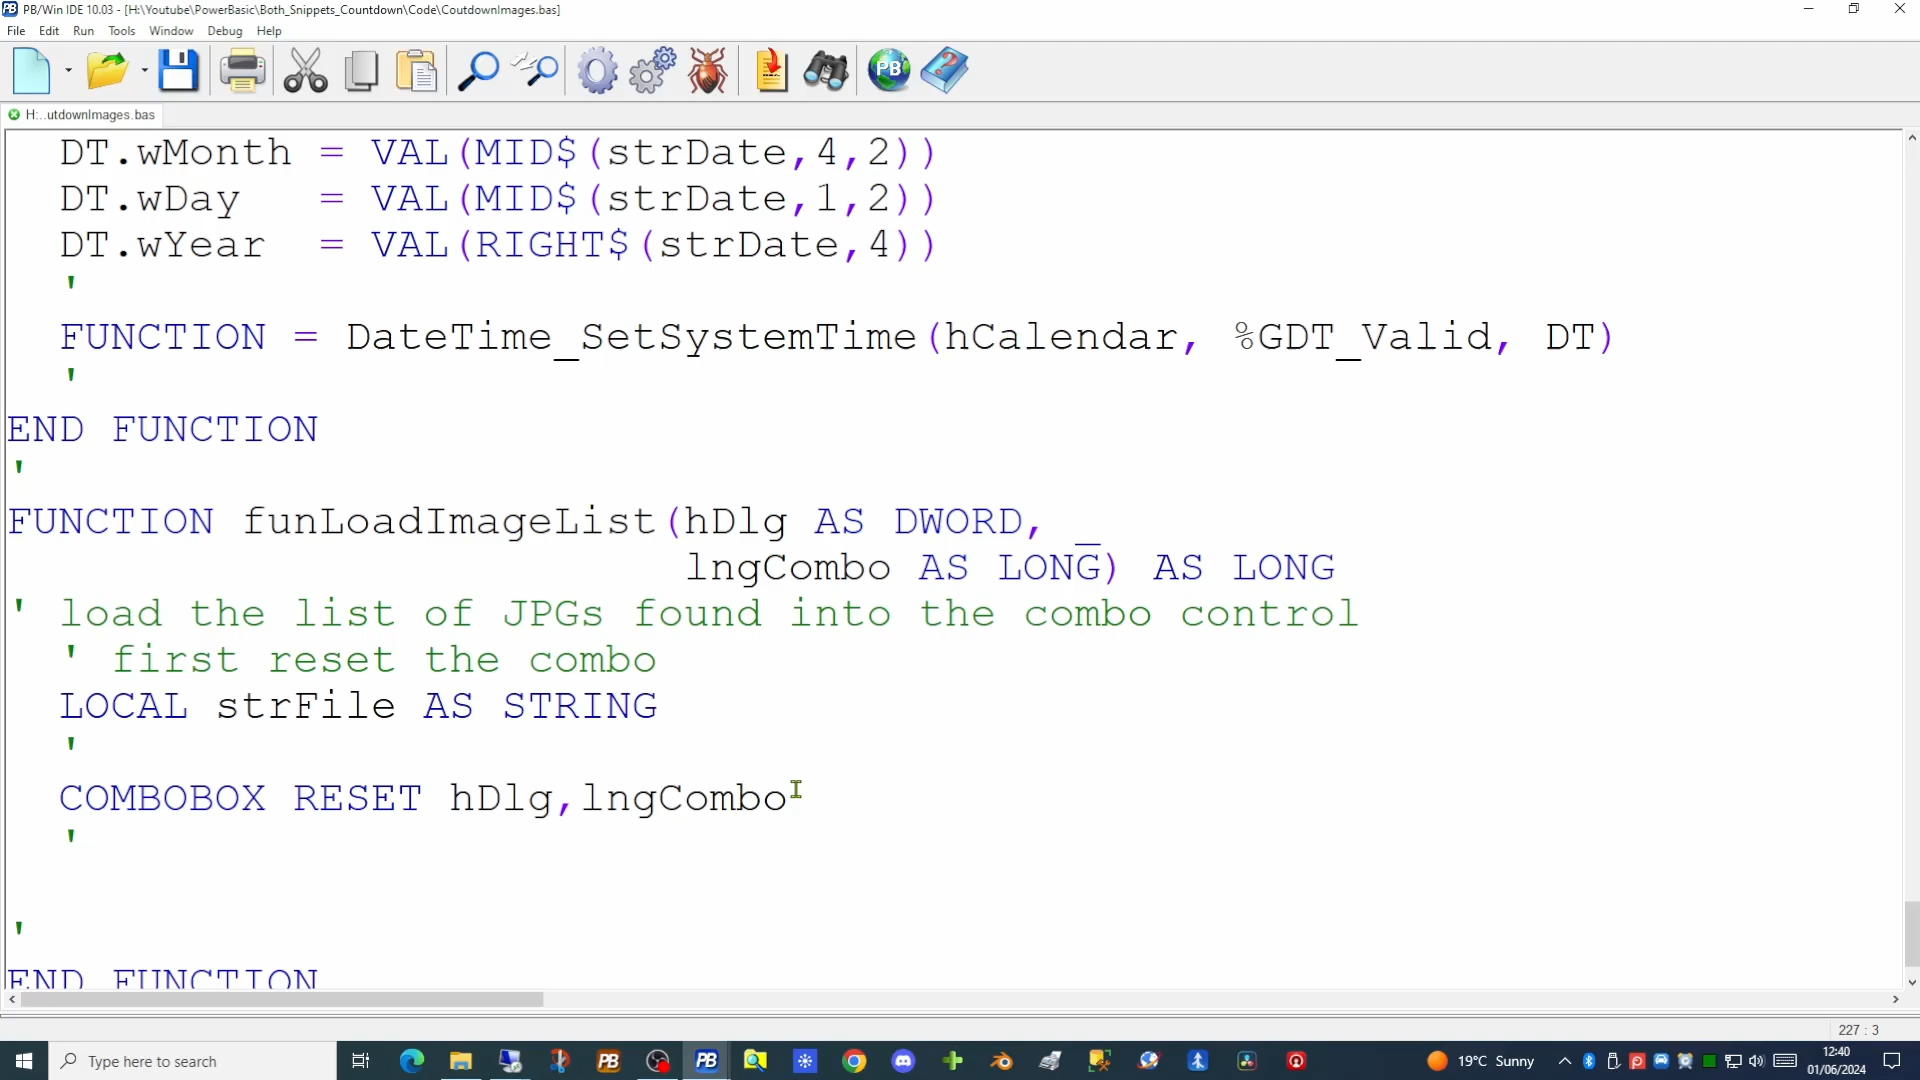 PB/Win IDE 10.03 - [H:\Youtube\PowerBasic\Both_Snippets_Countdown\Code\CoutdownImages.bas]
File Edit Run Tools Window Debug Help
PB
H:..utdownImages.bas
DT.wMonth = VAL(MID$(strDate,4,2))
DT.wDay = VAL(MID$(strDate,1,2))
DT.wYear = VAL(RIGHT$(strDate,4))
'
FUNCTION = DateTime_SetSystemTime(hCalendar, %GDT_Valid, DT)
'
END FUNCTION
'
FUNCTION funLoadImageList(hDlg AS DWORD, _
lngCombo AS LONG) AS LONG
' load the list of JPGs found into the combo control
' first reset the combo
LOCAL strFile AS STRING
'
COMBOBOX RESET hDlg,lngCombo
'
'
END FUNCTION
227 : 3
Type here to search
PB
PB
19°C Sunny
12:40
01/06/2024